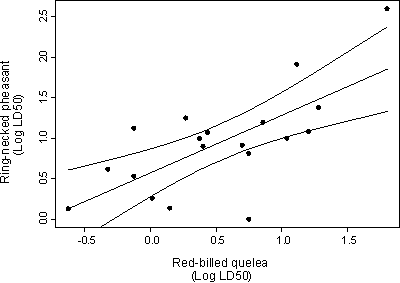 Ring-necked pheasant
(Log LD50)
2.5
2.0
1.5
1.0
0.5
0.0
-0.5 0.0 0.5 1.0 1.5
Red-billed quelea
(Log LD50)